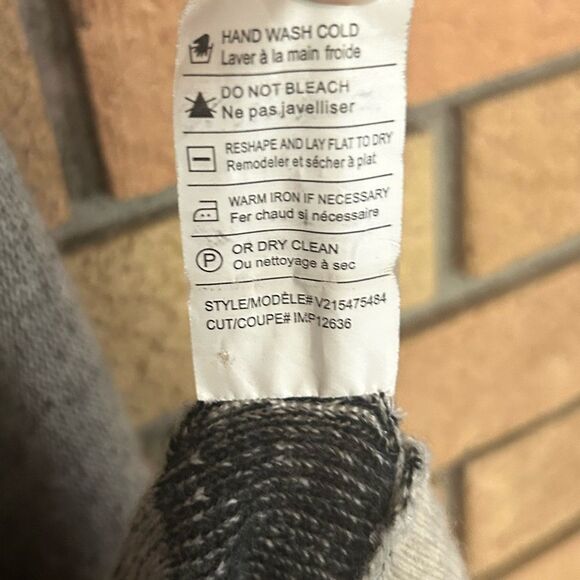 HAND WASH COLD
Laver à la main froide
DO NOT BLEACH
Ne pas javelliser
RESHAPE AND LAY FLAT TO DRY
Remodeler et sécher à plat
WARM IRON IF NECESSARY
Fer chaud si nécessaire
P
OR DRY CLEAN
Ou nettoyage à sec
STYLE/MODÈLE# V215475484
CUT/COUPE# IMP12636